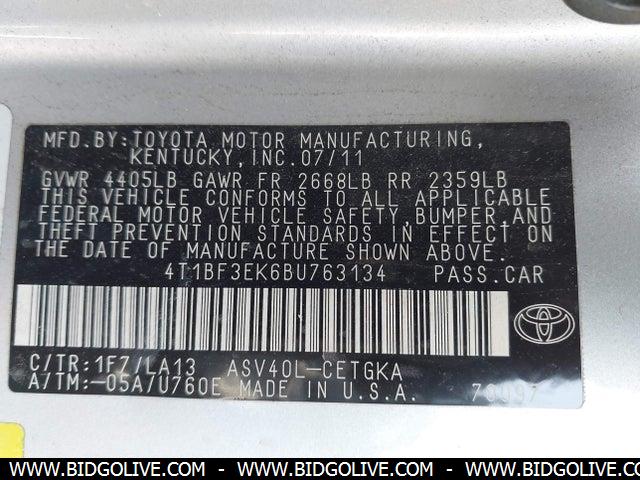 MFD.BY:TOYOTA MOTOR MANUFACTURING,
KENTUCKY,INC.07/11
GVWR 4405LB GAWR FR 2668LB RR 2359LB
THIS VEHICLE CONFORMS TO ALL APPLICABLE
FEDERAL MOTOR VEHICLE SAFETY,BUMPER,AND
THEFT PREVENTION STANDARDS IN EFFECT ON
THE DATE OF MANUFACTURE SHOWN ABOVE.
4T1BF3EK6BU763134 PASS.CAR
C/TR:1F7/LA13 ASV40L-CETGKA
A/TM:-05A/U760E MADE IN U.S.A.
WWW.BIDGOLIVE.COM - WWW.BIDGOLIVE.COM - WWW.BIDGOLIVE.COM